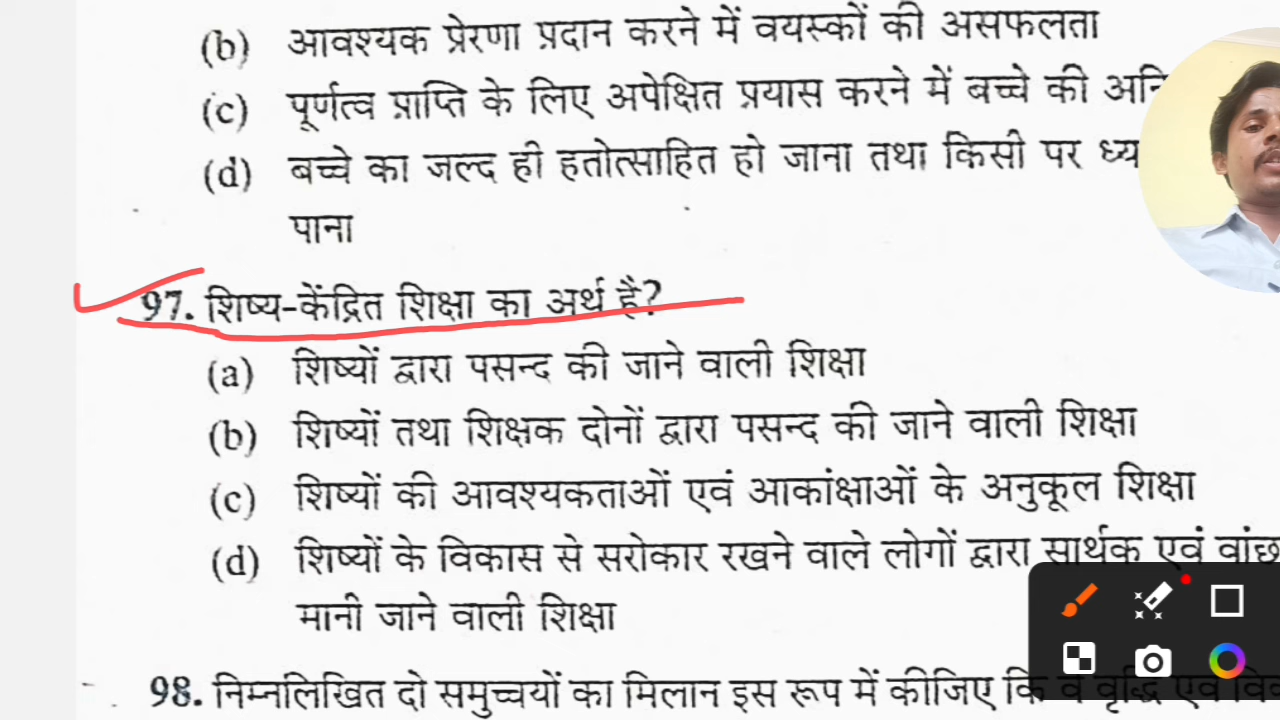 (b) आवश्यक प्रेरणा प्रदान करने में वयस्कों की असफलता
(c) पूर्णत्व प्राप्ति के लिए अपेक्षित प्रयास करने में बच्चे की
(d) बच्चे का जल्द ही हतोत्साहित हो जाना तथा किसी पर
पाना
97. शिष्य-केंद्रित शिक्षा का अर्थ है?
(a) शिष्यों द्वारा पसन्द की जाने वाली शिक्षा
(b) शिष्यों तथा शिक्षक दोनों द्वारा पसन्द की जाने वाली शिक्षा
(c) शिष्यों की आवश्यकताओं एवं आकांक्षाओं के अनुकूल शिक्षा
(d) शिष्यों के विकास से सरोकार रखने वाले लोगों द्वारा सार्थक एवं
मानी जाने वाली शिक्षा
98. निम्नलिखित दो समुच्चयों का मिलान इस रूप में कीजिए कि वे वृद्धि एवं